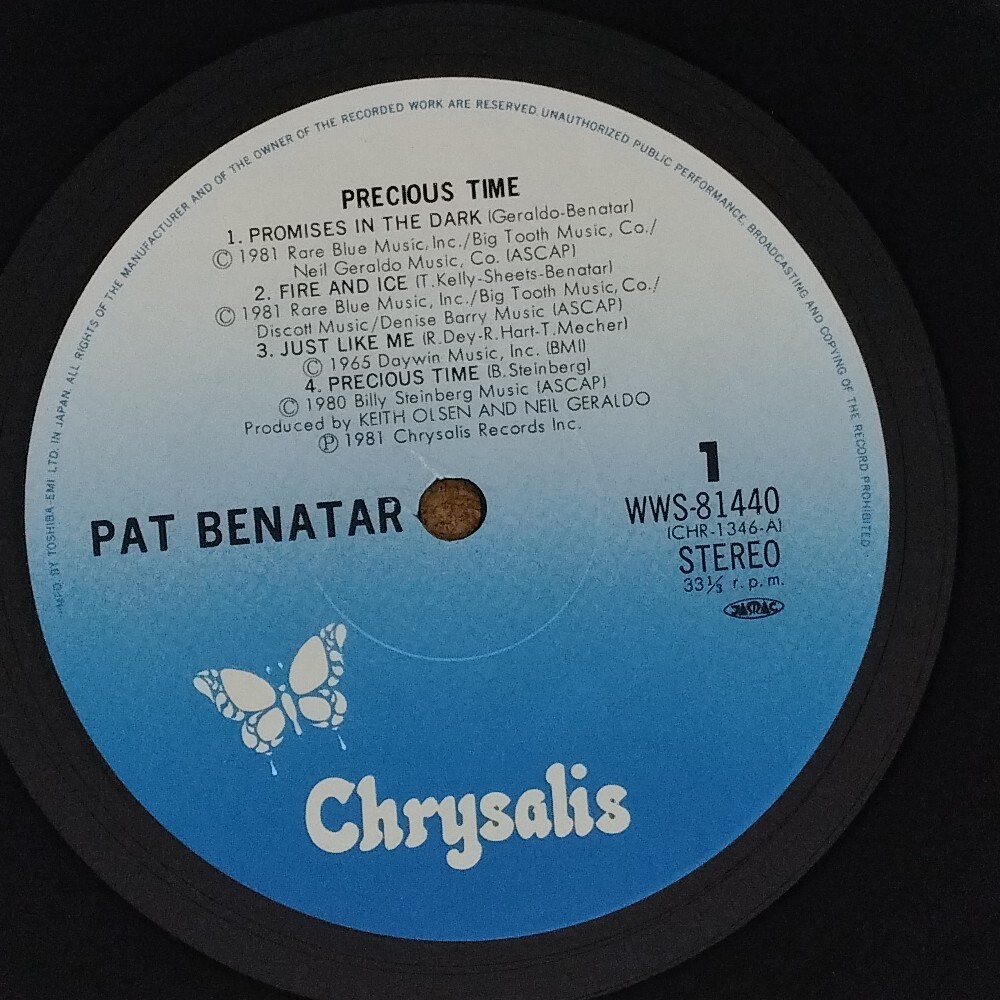 MFD. BY TOSHIBA-EMI LTD. IN JAPAN. ALL RIGHTS OF THE MANUFACTURER AND OF THE OWNER OF THE RECORDED WORK ARE RESERVED. UNAUTHORIZED PUBLIC PERFORMANCE, BROADCASTING AND COPYING OF THE RECORD PROHIBITED.
PRECIOUS TIME
1. PROMISES IN THE DARK (Geraldo-Benatar)
Ⓒ 1981 Rare Blue Music, Inc./Big Tooth Music, Co./
Neil Geraldo Music, Co. (ASCAP)
2. FIRE AND ICE (T.Kelly-Sheets-Benatar)
Ⓒ 1981 Rare Blue Music, Inc./Big Tooth Music, Co./
Discott Music/Denise Barry Music (ASCAP)
3. JUST LIKE ME (R.Dey-R.Hart-T.Mecher)
Ⓒ 1965 Daywin Music, Inc. (BMI)
4. PRECIOUS TIME (B.Steinberg)
Ⓒ 1980 Billy Steinberg Music (ASCAP)
Produced by KEITH OLSEN AND NEIL GERALDO
Ⓟ 1981 Chrysalis Records Inc.
PAT BENATAR
1
WWS-81440
(CHR-1346-A)
STEREO
33⅓ r.p.m.
JASRAC
Chrysalis